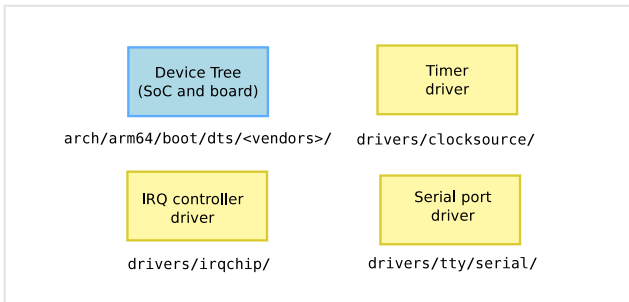 Device Tree
(SoC and board)
arch/arm64/boot/dts/<vendors>/
Timer
driver
drivers/clocksource/
IRQ controller
driver
drivers/irqchip/
Serial port
driver
drivers/tty/serial/